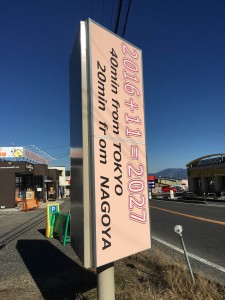 2016+11=2027
40min from TOKYO
20min from NAGOYA
P